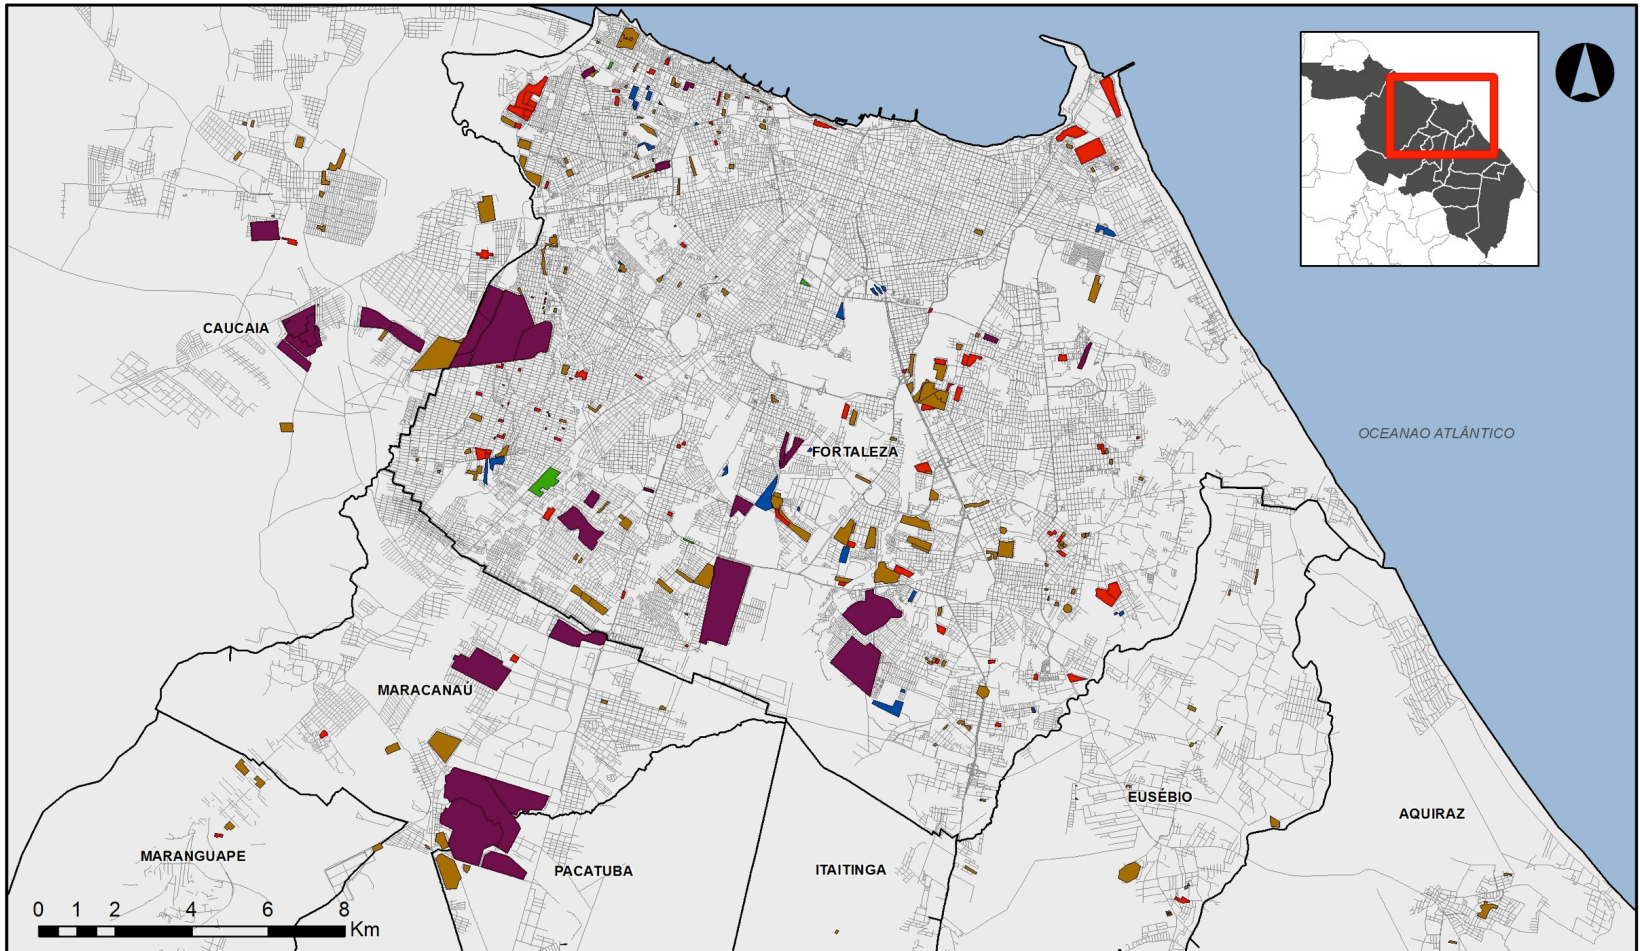 OCEANAO ATLÂNTICO
CAUCAIA
FORTALEZA
MARACANAÚ
EUSÉBIO
AQUIRAZ
MARANGUAPE
PACATUBA
ITAITINGA
0 1 2 4 6 8
Km